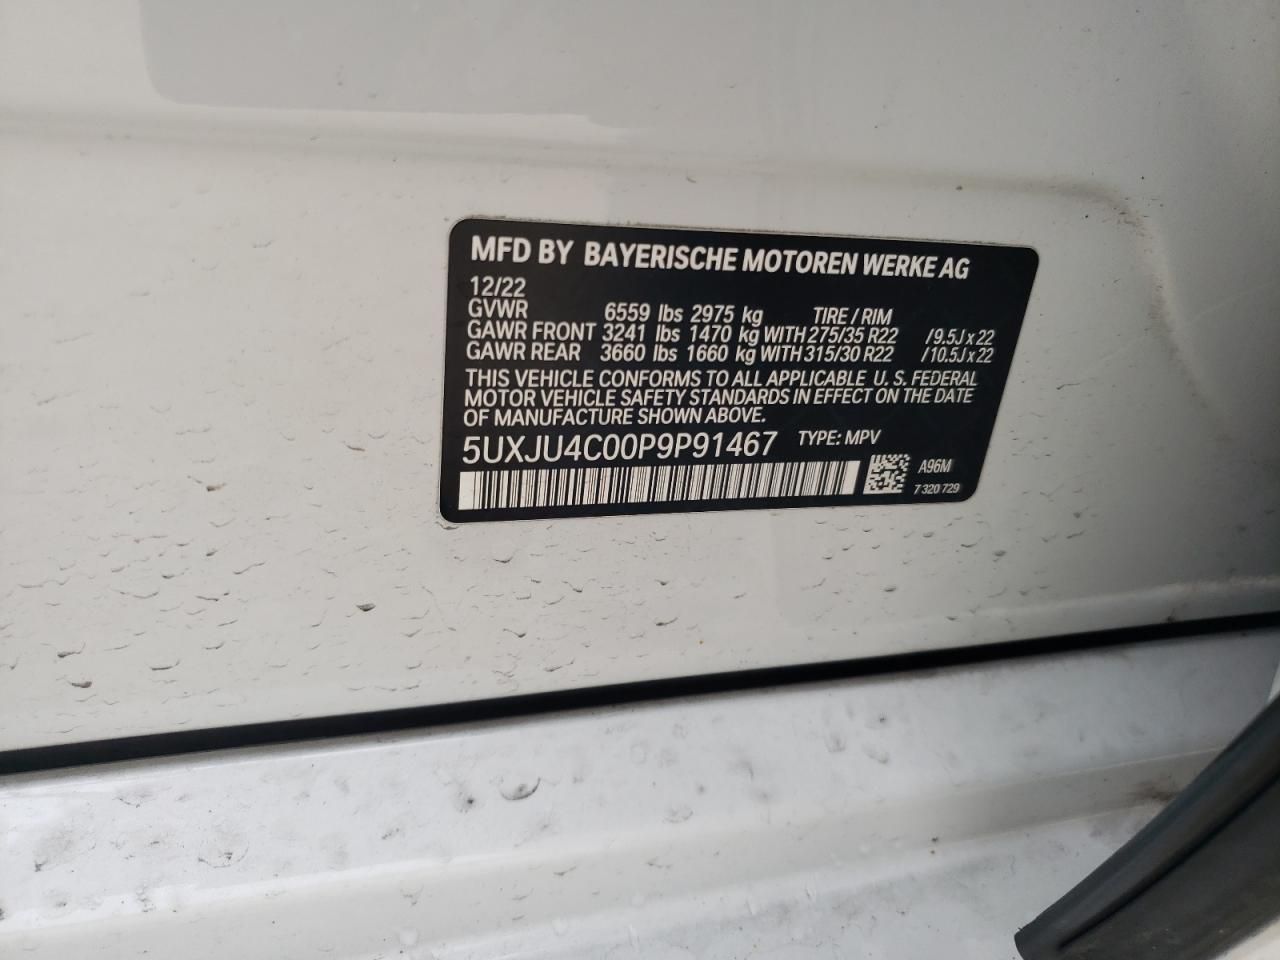 MFD BY BAYERISCHE MOTOREN WERKE AG
12/22
GVWR 6559 lbs 2975 kg TIRE / RIM
GAWR FRONT 3241 lbs 1470 kg WITH 275/35 R22 /9.5J x 22
GAWR REAR 3660 lbs 1660 kg WITH 315/30 R22 /10.5J x 22
THIS VEHICLE CONFORMS TO ALL APPLICABLE U. S. FEDERAL
MOTOR VEHICLE SAFETY STANDARDS IN EFFECT ON THE DATE
OF MANUFACTURE SHOWN ABOVE.
5UXJU4C00P9P91467 TYPE: MPV
A96M
7 320 729